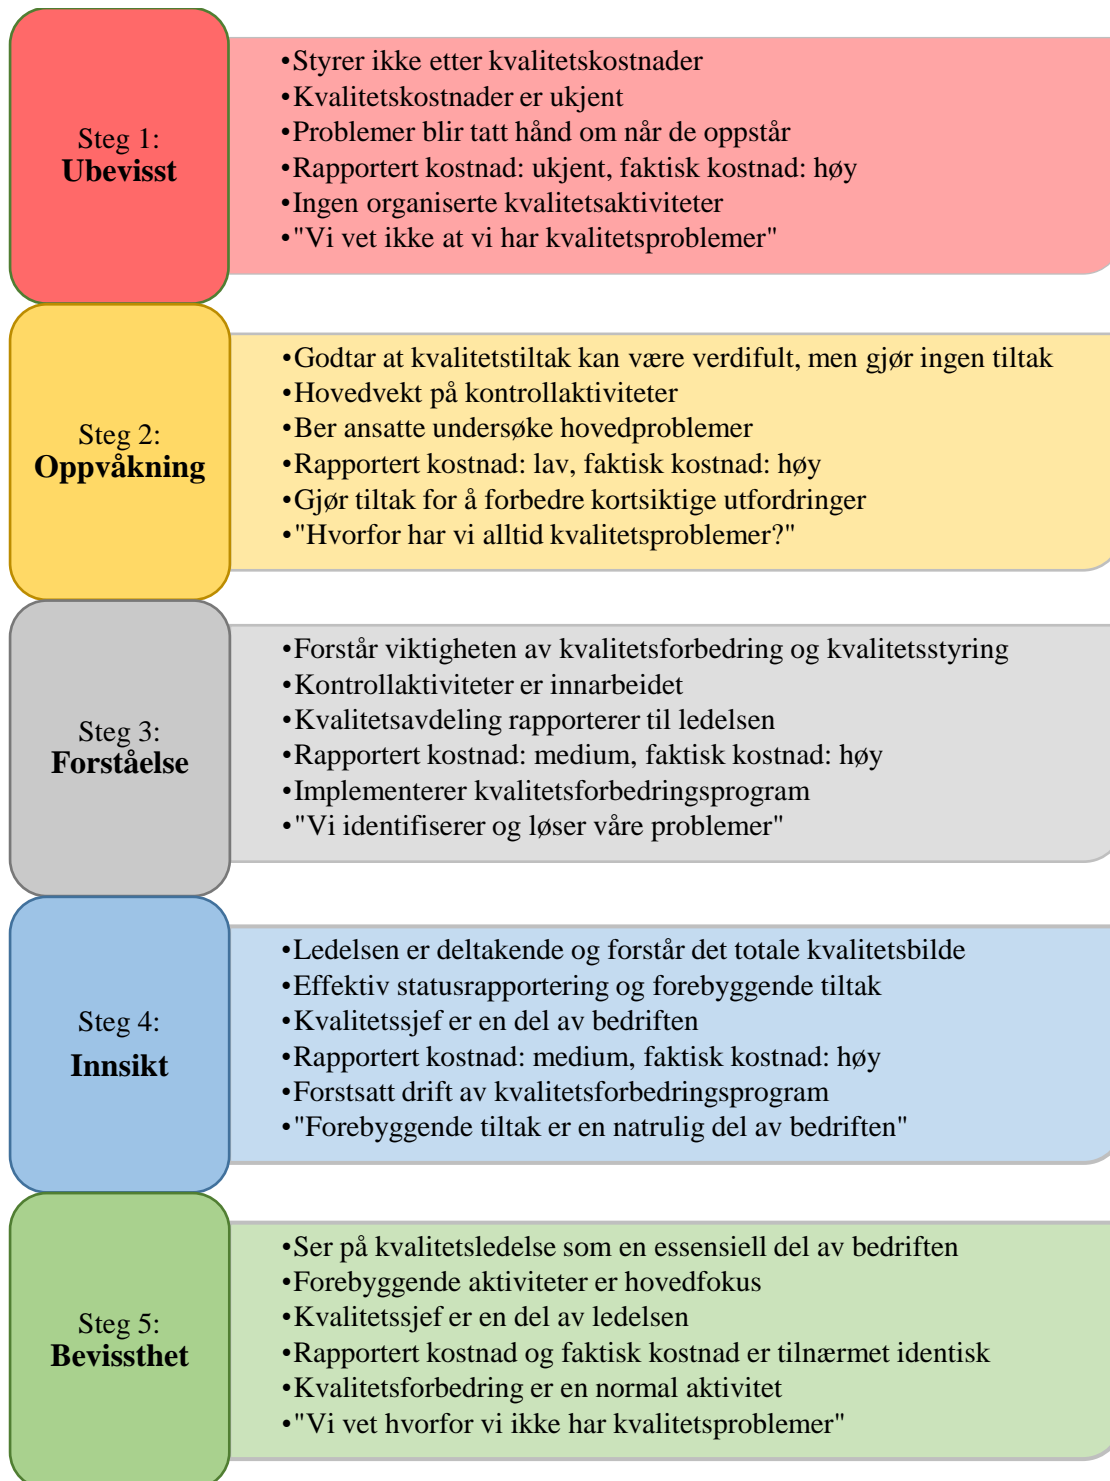 Steg 1:
Ubevisst
•Styrer ikke etter kvalitetskostnader
•Kvalitetskostnader er ukjent
•Problemer blir tatt hånd om når de oppstår
•Rapportert kostnad: ukjent, faktisk kostnad: høy
•Ingen organiserte kvalitetsaktiviteter
•"Vi vet ikke at vi har kvalitetsproblemer"
Steg 2:
Oppvåkning
•Godtar at kvalitetstiltak kan være verdifult, men gjør ingen tiltak
•Hovedvekt på kontrollaktiviteter
•Ber ansatte undersøke hovedproblemer
•Rapportert kostnad: lav, faktisk kostnad: høy
•Gjør tiltak for å forbedre kortsiktige utfordringer
•"Hvorfor har vi alltid kvalitetsproblemer?"
Steg 3:
Forståelse
•Forstår viktigheten av kvalitetsforbedring og kvalitetsstyring
•Kontrollaktiviteter er innarbeidet
•Kvalitetsavdeling rapporterer til ledelsen
•Rapportert kostnad: medium, faktisk kostnad: høy
•Implementerer kvalitetsforbedringsprogram
•"Vi identifiserer og løser våre problemer"
Steg 4:
Innsikt
•Ledelsen er deltakende og forstår det totale kvalitetsbilde
•Effektiv statusrapportering og forebyggende tiltak
•Kvalitetssjef er en del av bedriften
•Rapportert kostnad: medium, faktisk kostnad: høy
•Forstsatt drift av kvalitetsforbedringsprogram
•"Forebyggende tiltak er en natrulig del av bedriften"
Steg 5:
Bevissthet
•Ser på kvalitetsledelse som en essensiell del av bedriften
•Forebyggende aktiviteter er hovedfokus
•Kvalitetssjef er en del av ledelsen
•Rapportert kostnad og faktisk kostnad er tilnærmet identisk
•Kvalitetsforbedring er en normal aktivitet
•"Vi vet hvorfor vi ikke har kvalitetsproblemer"